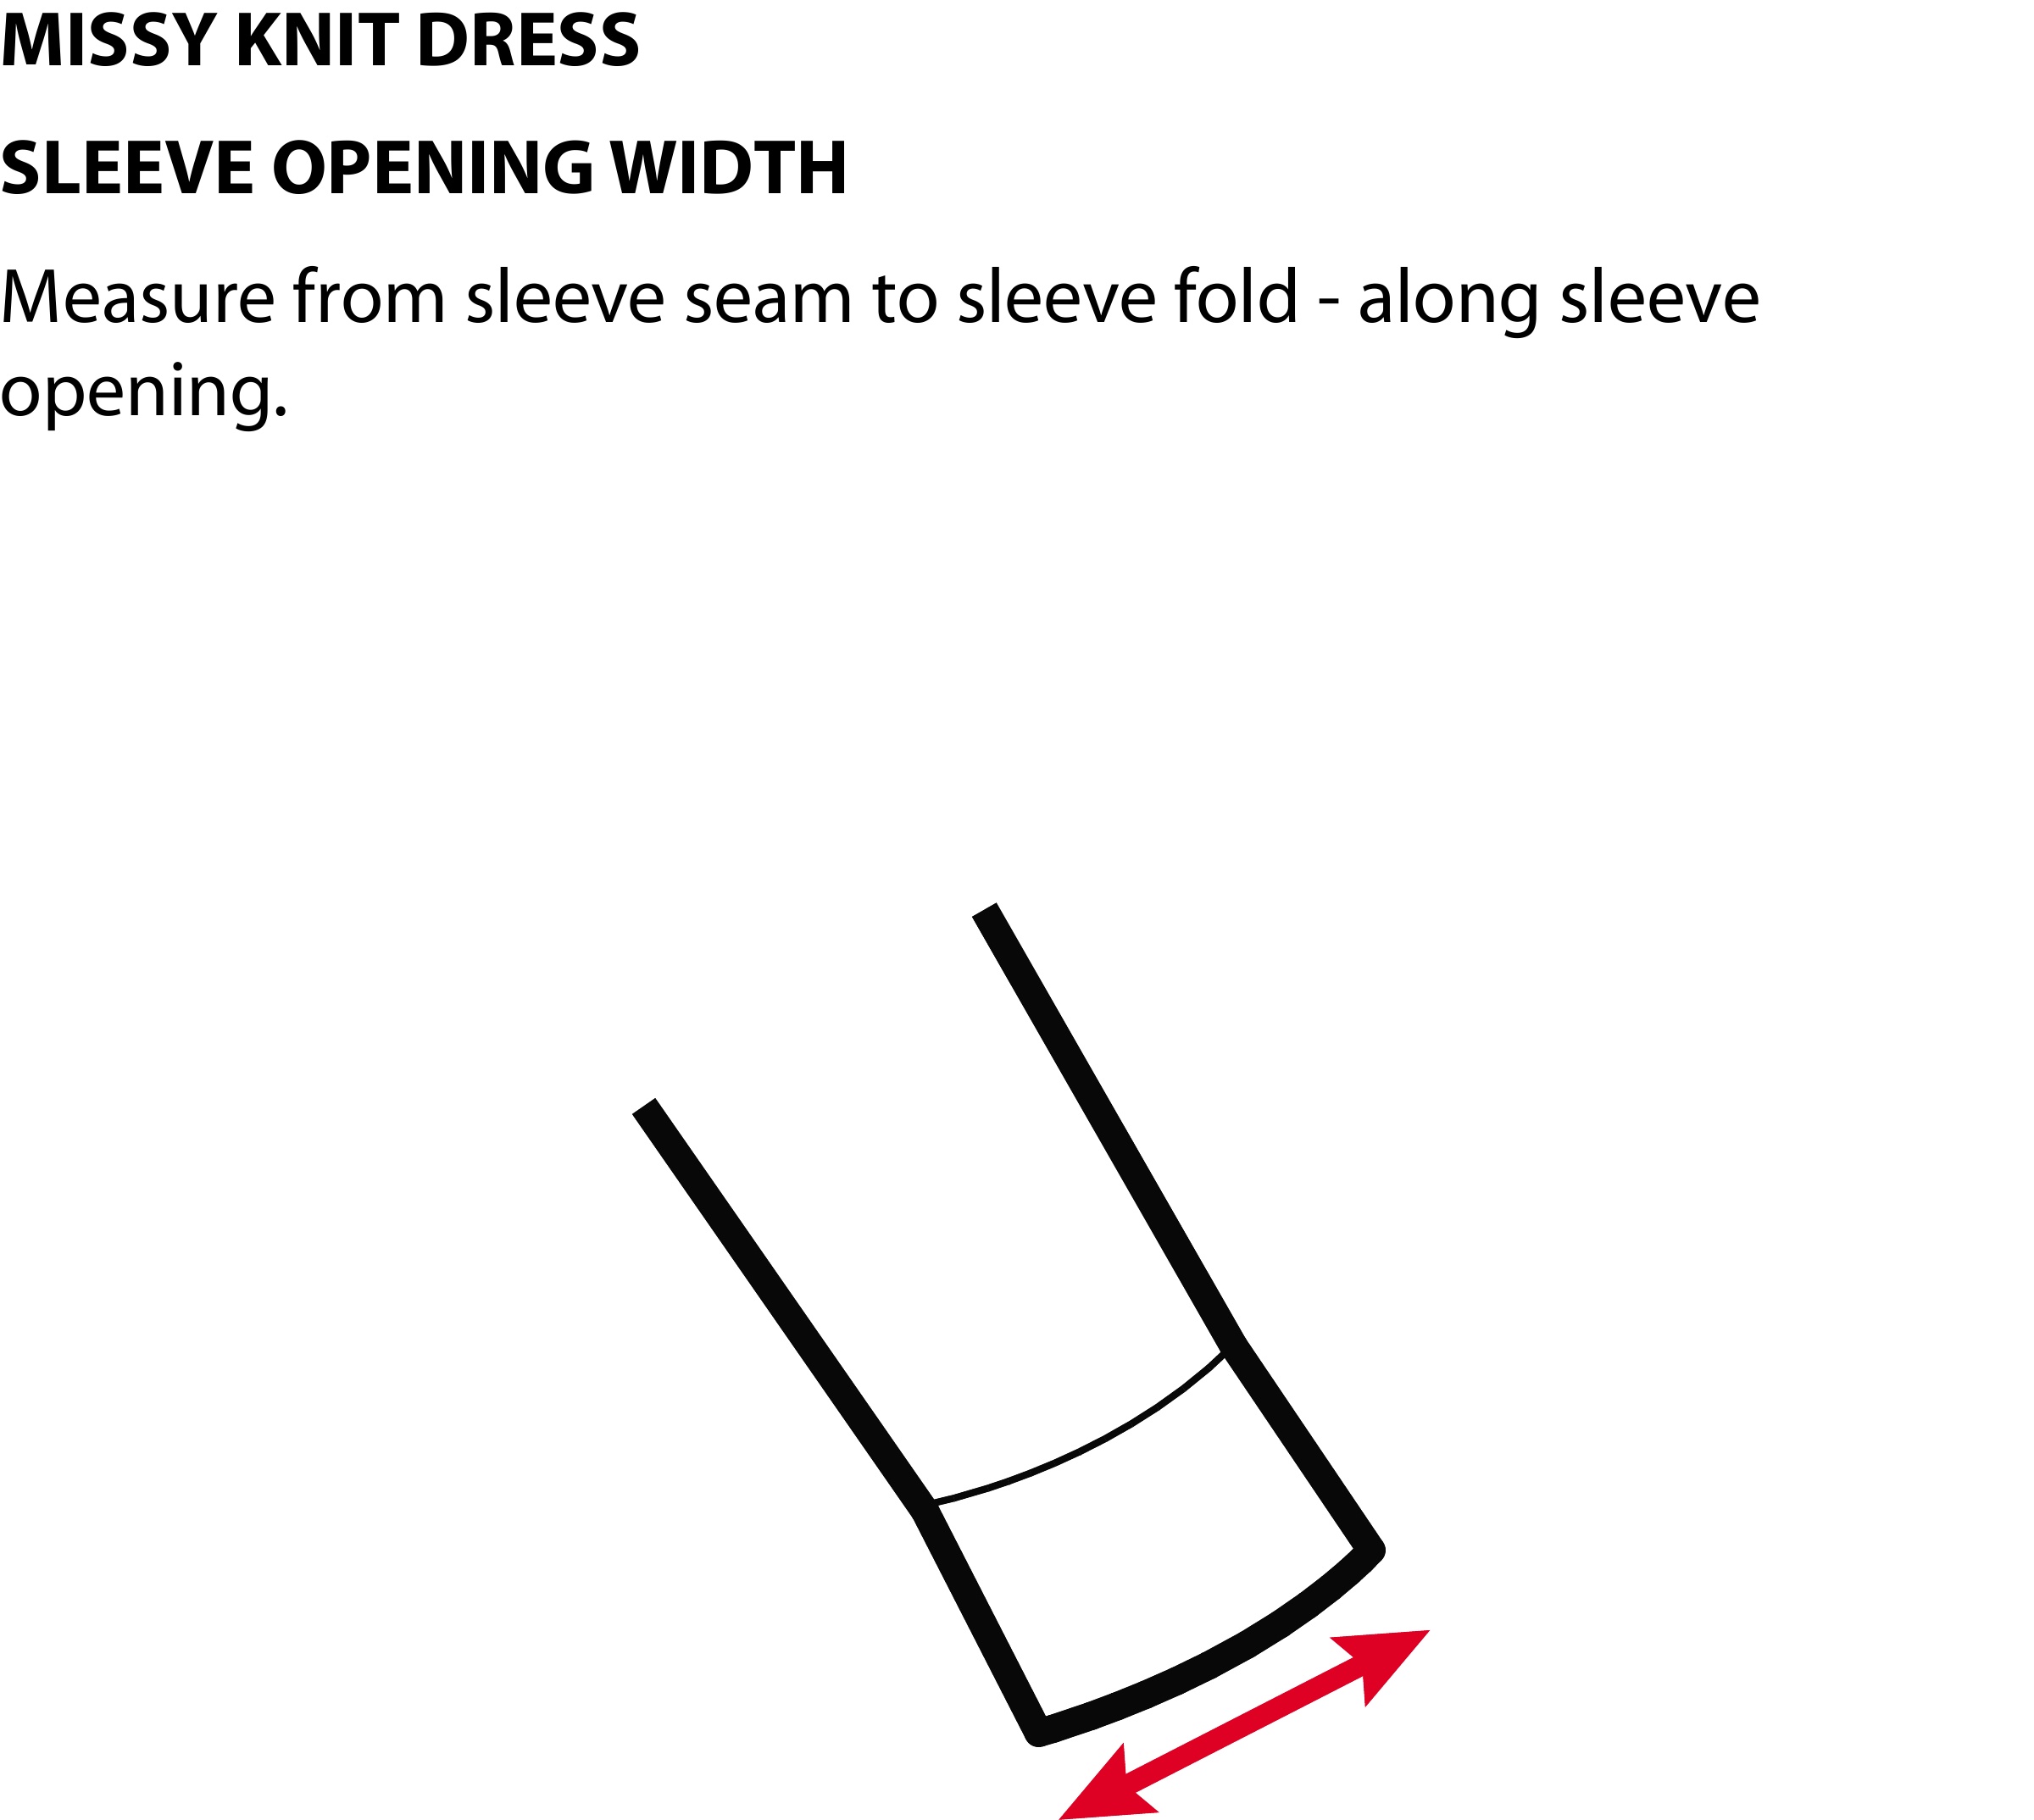 MISSY KNIT DRESS
SLEEVE OPENING WIDTH
Measure from sleeve seam to sleeve fold - along sleeve
opening.